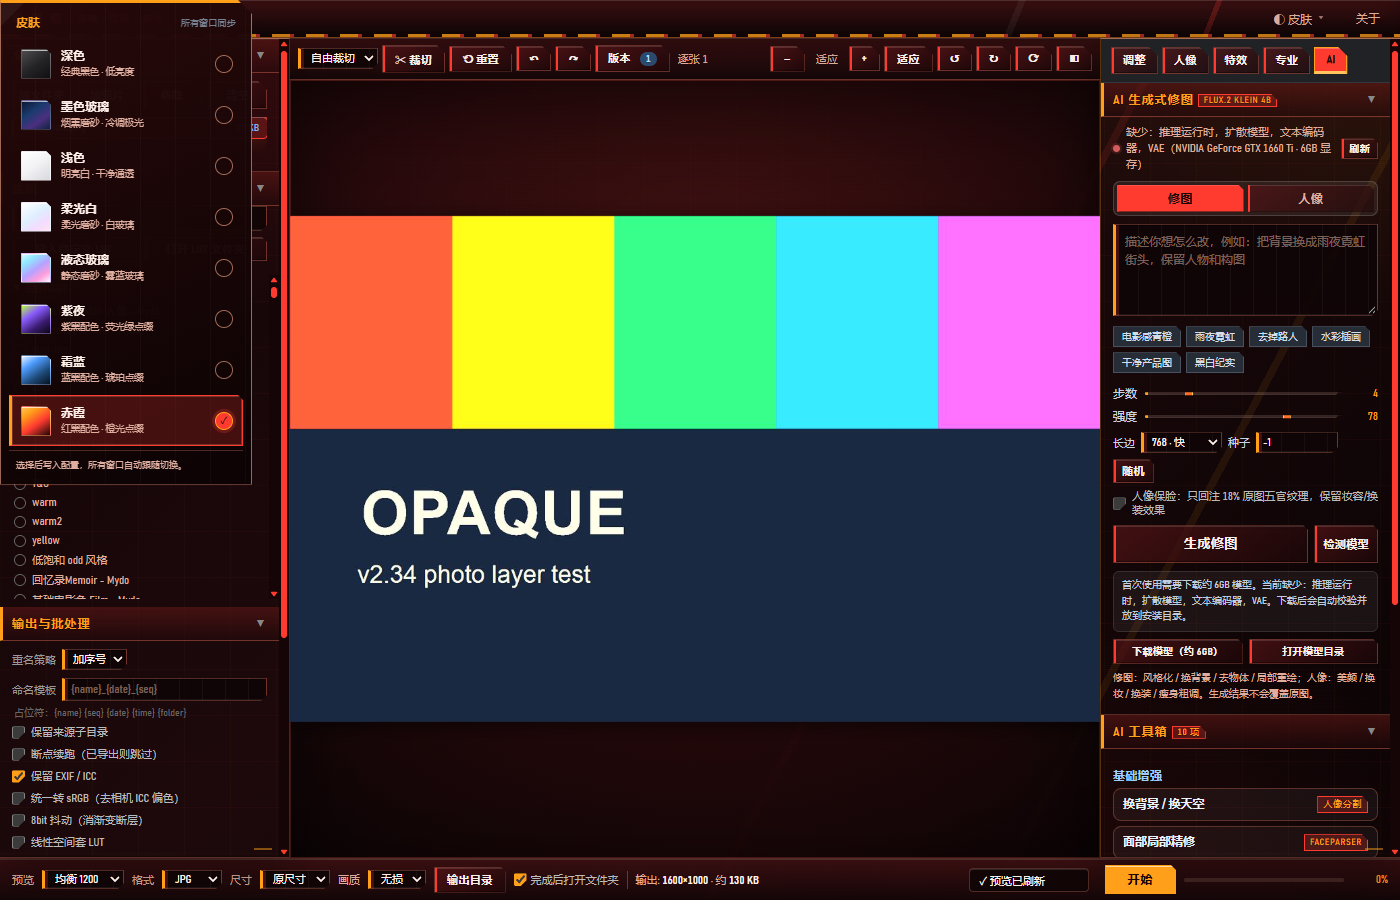 皮肤
所有窗口同步
深色
经典黑色 · 低亮度
墨色玻璃
烟熏磨砂 · 冷调极光
浅色
明亮白 · 干净通透
柔光白
柔光磨砂 · 白玻璃
液态玻璃
静态磨砂 · 雾蓝玻璃
紫夜
紫黑配色 · 荧光绿点缀
霜蓝
蓝黑配色 · 琥珀点缀
赤霞
红黑配色 · 橙光点缀
选择后写入配置，所有窗口自动跟随切换。
KB
warm
warm2
yellow
低饱和 odd 风格
回忆录Memoir - Mydo
输出与批处理
重名策略 加序号
命名模板 {name}_{date}_{seq}
占位符：{name} {seq} {date} {time} {folder}
保留来源子目录
断点续跑（已导出则跳过）
保留 EXIF / ICC
统一转 sRGB（去相机 ICC 偏色）
8bit 抖动（消渐变断层）
线性空间套 LUT
皮肤 关于
自由裁切 裁切 重置 版本 1 逐张 1 − 适应 + 适应
OPAQUE
v2.34 photo layer test
调整 人像 特效 专业 AI
AI 生成式修图 FLUX.2 KLEIN 4B
缺少：推理运行时，扩散模型，文本编码
器，VAE（NVIDIA GeForce GTX 1660 Ti · 6GB 显
存）
刷新
修图 人像
描述你想怎么改，例如：把背景换成雨夜霓虹
街头，保留人物和构图
电影感青橙 雨夜霓虹 去掉路人 水彩插画
干净产品图 黑白纪实
步数 4
强度 78
长边 768 · 快 种子 -1
随机
人像保脸：只回注 18% 原图五官纹理，保留妆容/换
装效果
生成修图 检测模型
首次使用需要下载约 6GB 模型。当前缺少：推理运行
时，扩散模型，文本编码器，VAE。下载后会自动校验并
放到安装目录。
下载模型（约 6GB） 打开模型目录
修图：风格化 / 换背景 / 去物体 / 局部重绘；人像：美颜 / 换
妆 / 换装 / 瘦身粗调。生成结果不会覆盖原图。
AI 工具箱 10 项
基础增强
换背景 / 换天空 人像分割
面部局部精修 FACEPARSER
预览 均衡 1200 格式 JPG 尺寸 原尺寸 画质 无损 输出目录 完成后打开文件夹 输出: 1600×1000 · 约 130 KB ✓ 预览已刷新 开始 0%